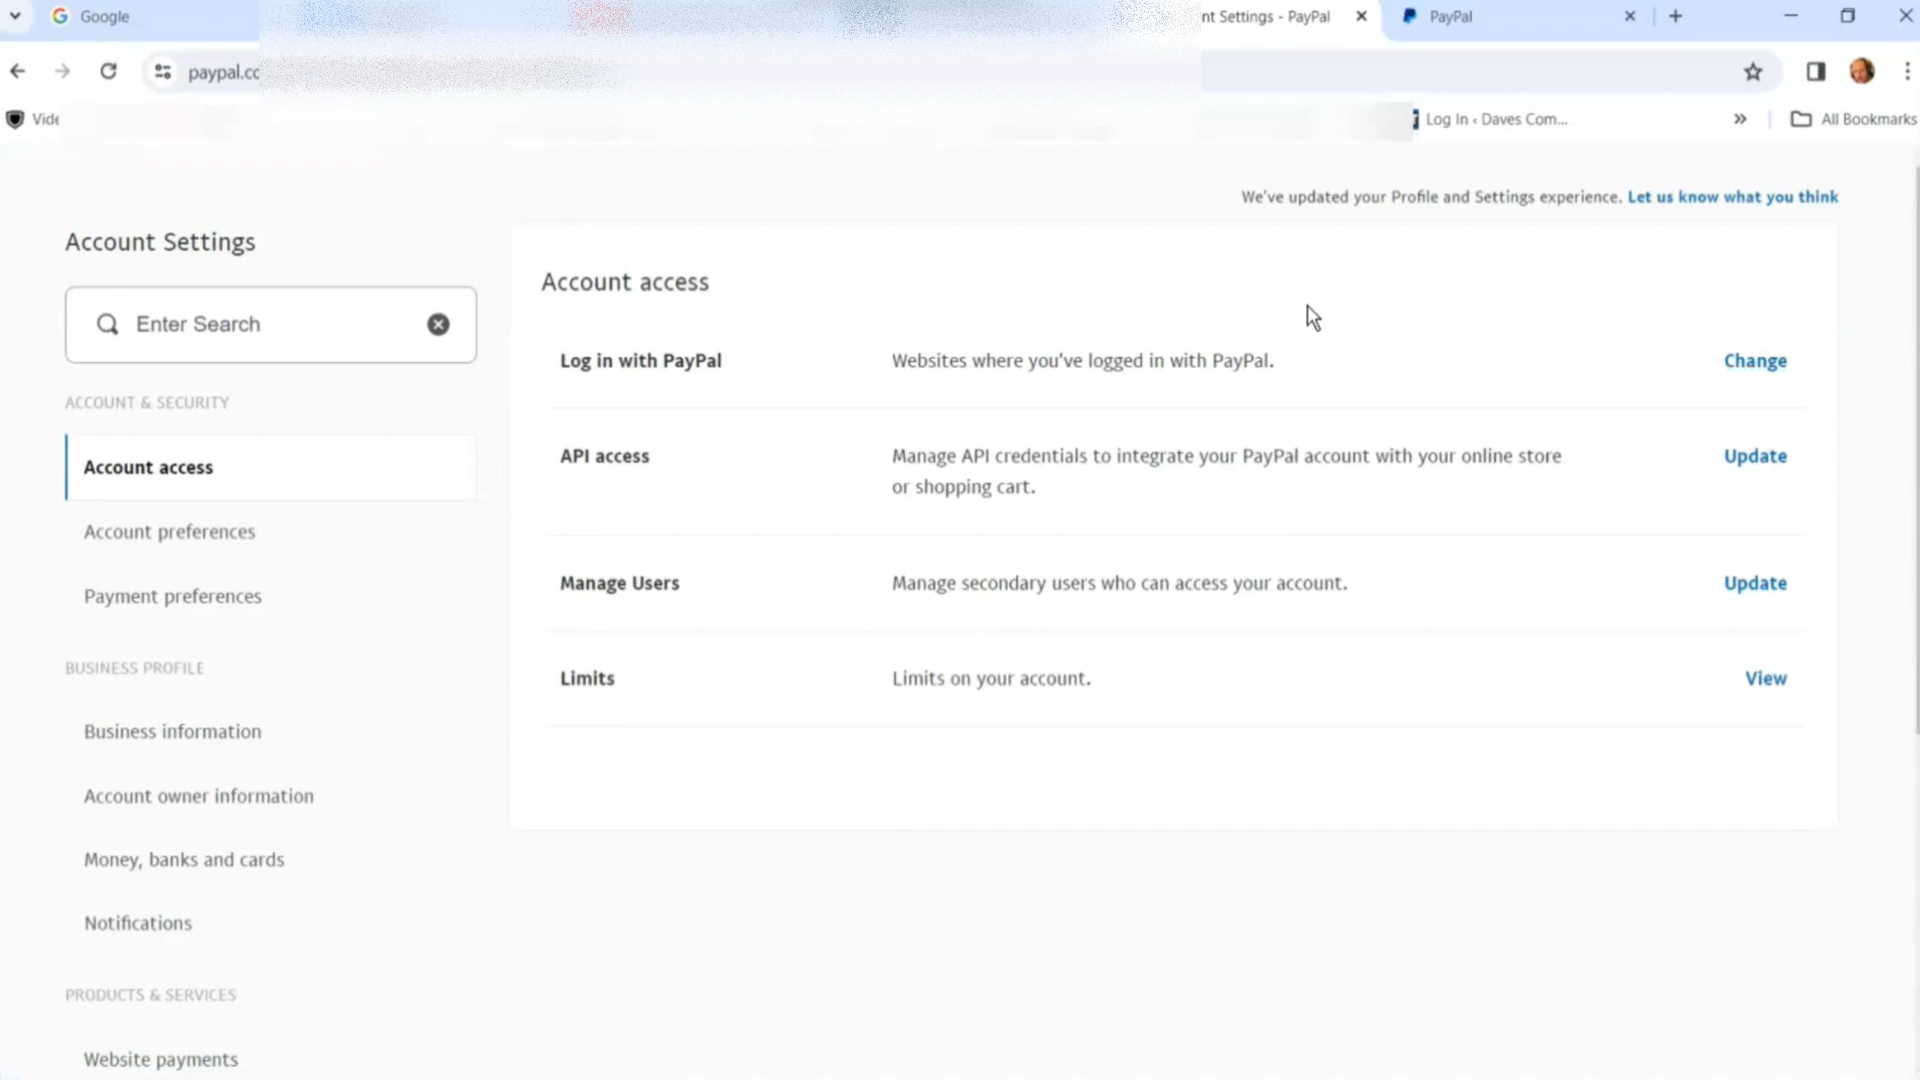 Google
nt Settings - PayPal
PayPal
paypal.co
Vide
Log In ‹ Daves Com...
All Bookmarks
We've updated your Profile and Settings experience. Let us know what you think
Account Settings
Enter Search
ACCOUNT & SECURITY
Account access
Account preferences
Payment preferences
BUSINESS PROFILE
Business information
Account owner information
Money, banks and cards
Notifications
PRODUCTS & SERVICES
Website payments
Account access
Log in with PayPal
Websites where you've logged in with PayPal.
Change
API access
Manage API credentials to integrate your PayPal account with your online store
or shopping cart.
Update
Manage Users
Manage secondary users who can access your account.
Update
Limits
Limits on your account.
View